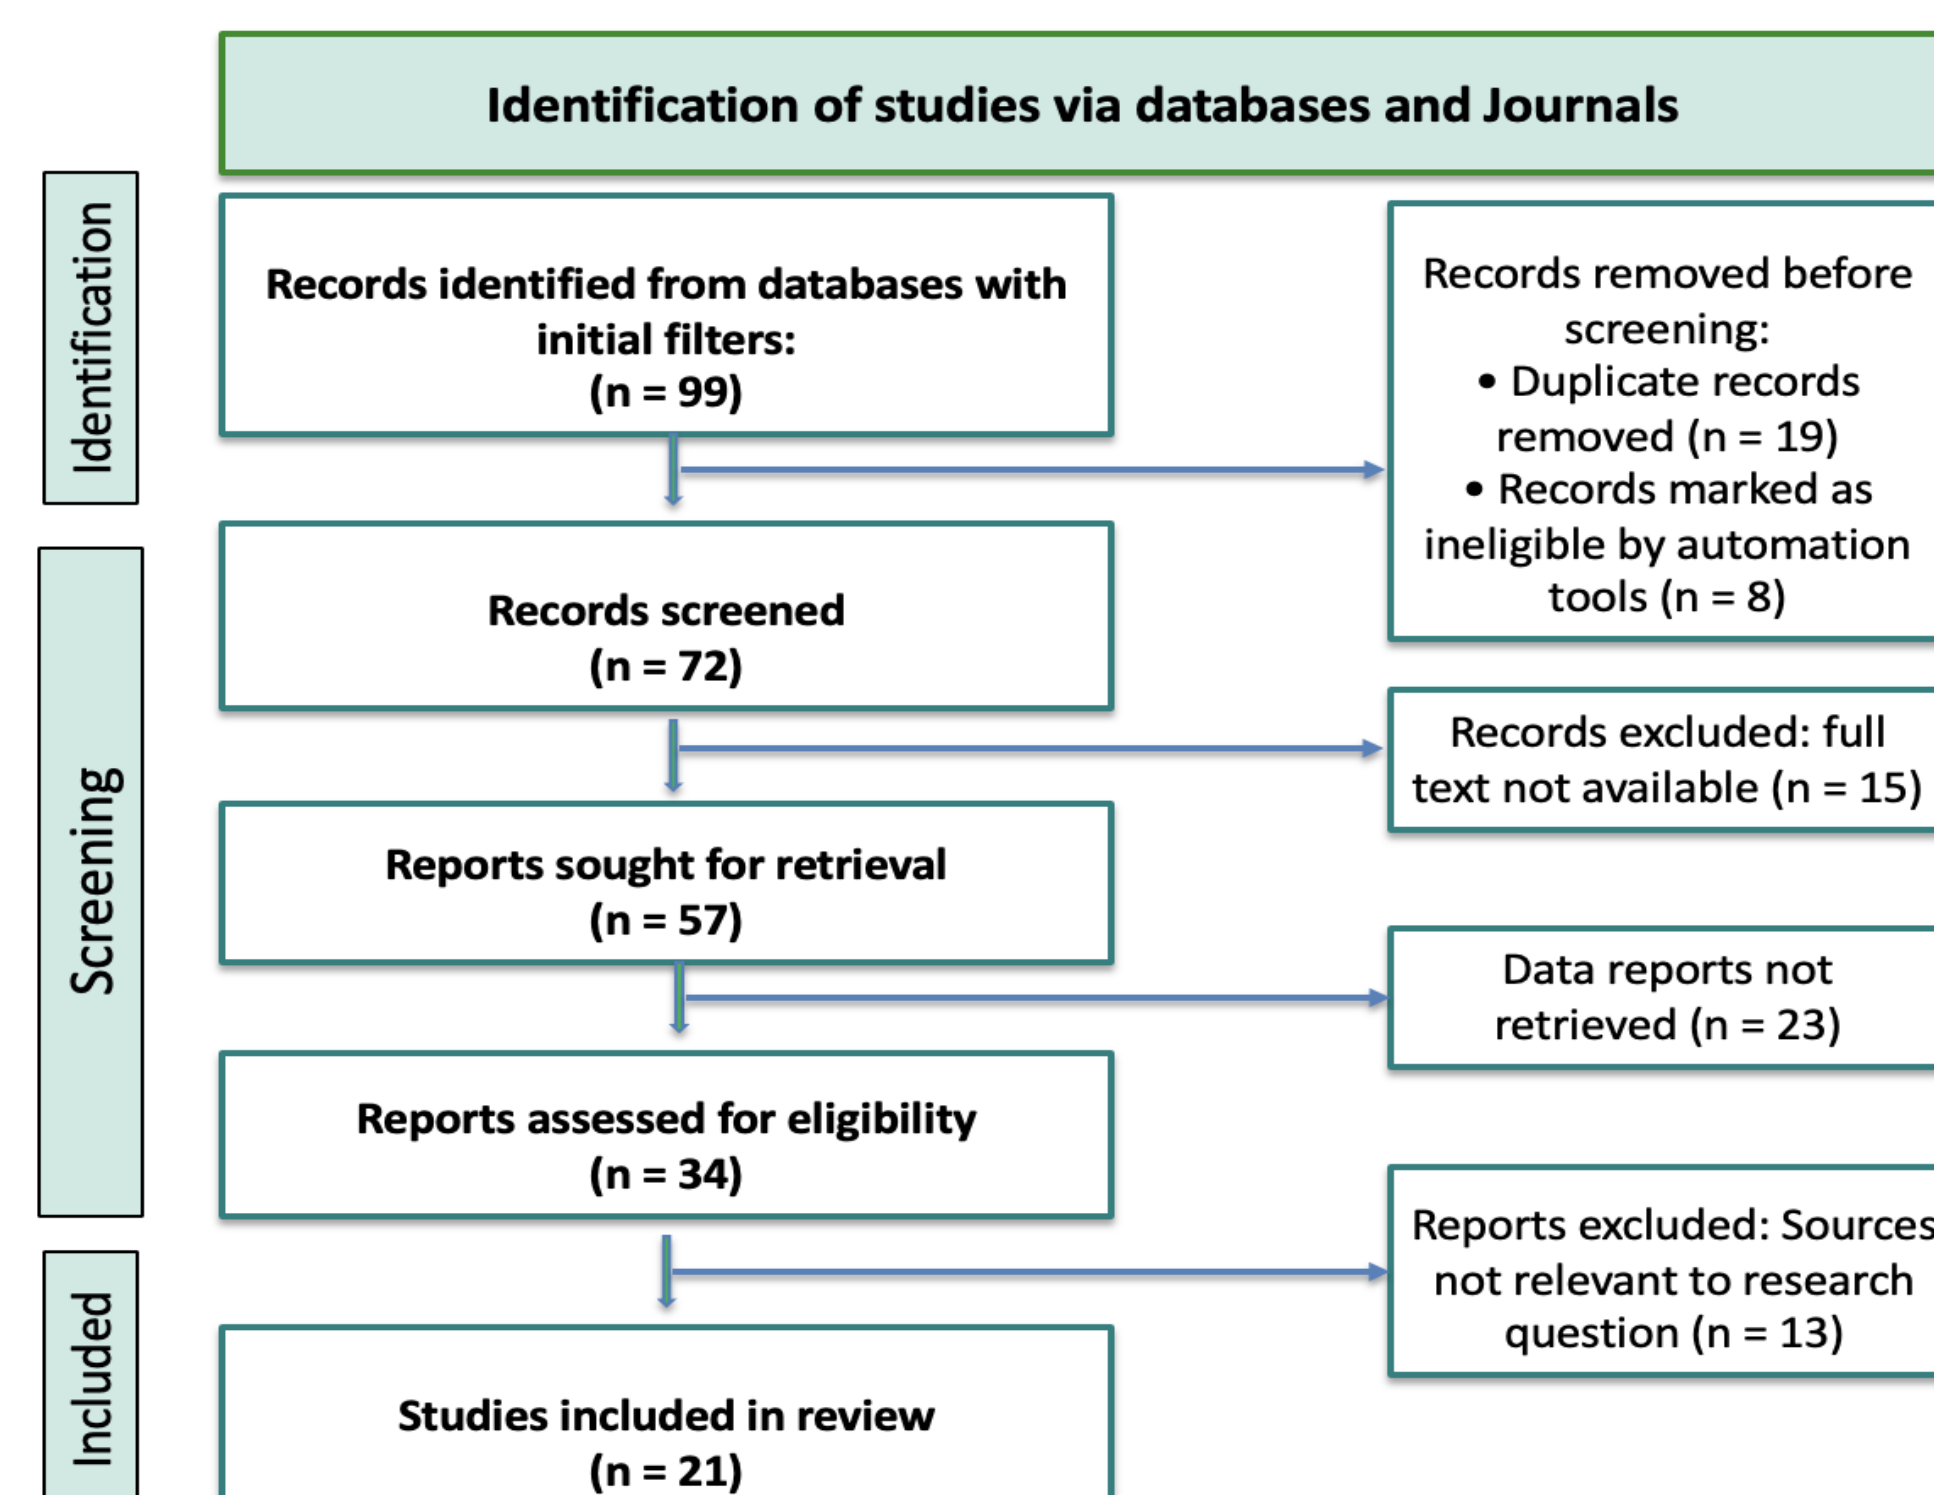 Identification of studies via databases and Journals
Identification
Records identified from databases with
initial filters:
(n = 99)
Records removed before
screening:
• Duplicate records
removed (n = 19)
• Records marked as
ineligible by automation
tools (n = 8)
Screening
Records screened
(n = 72)
Records excluded: full
text not available (n = 15)
Reports sought for retrieval
(n = 57)
Data reports not
retrieved (n = 23)
Reports assessed for eligibility
(n = 34)
Reports excluded: Sources
not relevant to research
question (n = 13)
Included
Studies included in review
(n = 21)